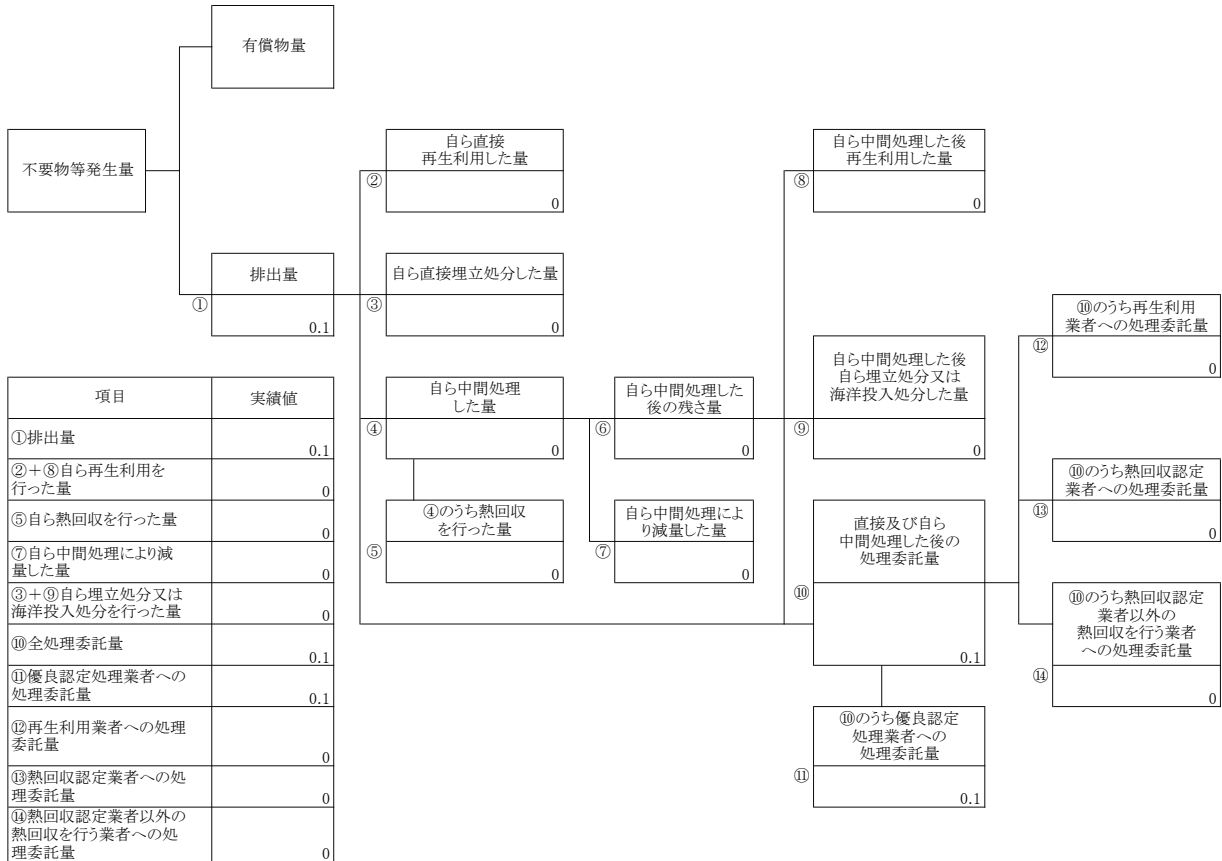 有償物量
不要物等発生量
自ら直接
再生利用した量
②
0
自ら中間処理した後
再生利用した量
⑧
0
排出量
①
0.1
自ら直接埋立処分した量
③
0
⑩のうち再生利用
業者への処理委託量
⑫
0
自ら中間処理
した量
④
0
自ら中間処理した
後の残さ量
⑥
0
自ら中間処理した後
自ら埋立処分又は
海洋投入処分した量
⑨
0
⑩のうち熱回収認定
業者への処理委託量
⑬
0
④のうち熱回収
を行った量
⑤
0
自ら中間処理によ
り減量した量
⑦
0
直接及び自ら
中間処理した後の
処理委託量
⑩
0.1
⑩のうち熱回収認定
業者以外の
熱回収を行う業者
への処理委託量
⑭
0
⑩のうち優良認定
処理業者への
処理委託量
⑪
0.1
項目 実績値
①排出量 0.1
②+⑧自ら再生利用を
行った量 0
⑤自ら熱回収を行った量 0
⑦自ら中間処理により減
量した量 0
③+⑨自ら埋立処分又は
海洋投入処分を行った量 0
⑩全処理委託量 0.1
⑪優良認定処理業者への
処理委託量 0.1
⑫再生利用業者への処理
委託量 0
⑬熱回収認定業者への処
理委託量 0
⑭熱回収認定業者以外の
熱回収を行う業者への処
理委託量 0